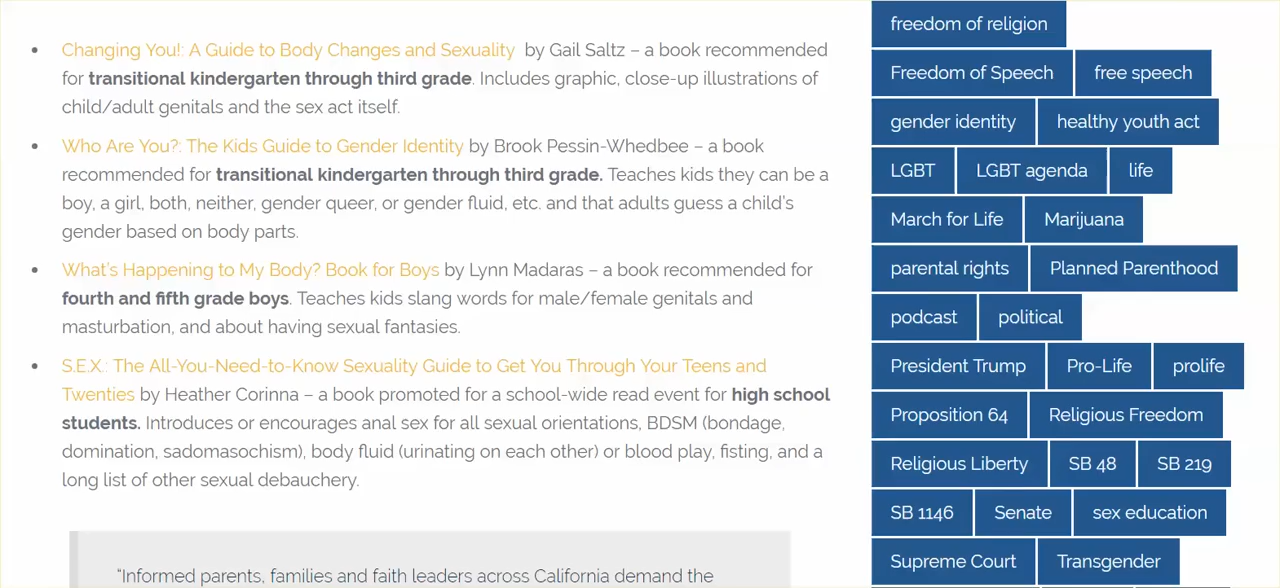 • Changing You!: A Guide to Body Changes and Sexuality by Gail Saltz – a book recommended
for transitional kindergarten through third grade. Includes graphic, close-up illustrations of
child/adult genitals and the sex act itself.
• Who Are You?: The Kids Guide to Gender Identity by Brook Pessin-Whedbee – a book
recommended for transitional kindergarten through third grade. Teaches kids they can be a
boy, a girl, both, neither, gender queer, or gender fluid, etc. and that adults guess a child's
gender based on body parts.
• What's Happening to My Body? Book for Boys by Lynn Madaras – a book recommended for
fourth and fifth grade boys. Teaches kids slang words for male/female genitals and
masturbation, and about having sexual fantasies.
• S.E.X.: The All-You-Need-to-Know Sexuality Guide to Get You Through Your Teens and
Twenties by Heather Corinna – a book promoted for a school-wide read event for high school
students. Introduces or encourages anal sex for all sexual orientations, BDSM (bondage,
domination, sadomasochism), body fluid (urinating on each other) or blood play, fisting, and a
long list of other sexual debauchery.
“Informed parents, families and faith leaders across California demand the
freedom of religion
Freedom of Speech free speech
gender identity healthy youth act
LGBT LGBT agenda life
March for Life Marijuana
parental rights Planned Parenthood
podcast political
President Trump Pro-Life prolife
Proposition 64 Religious Freedom
Religious Liberty SB 48 SB 219
SB 1146 Senate sex education
Supreme Court Transgender